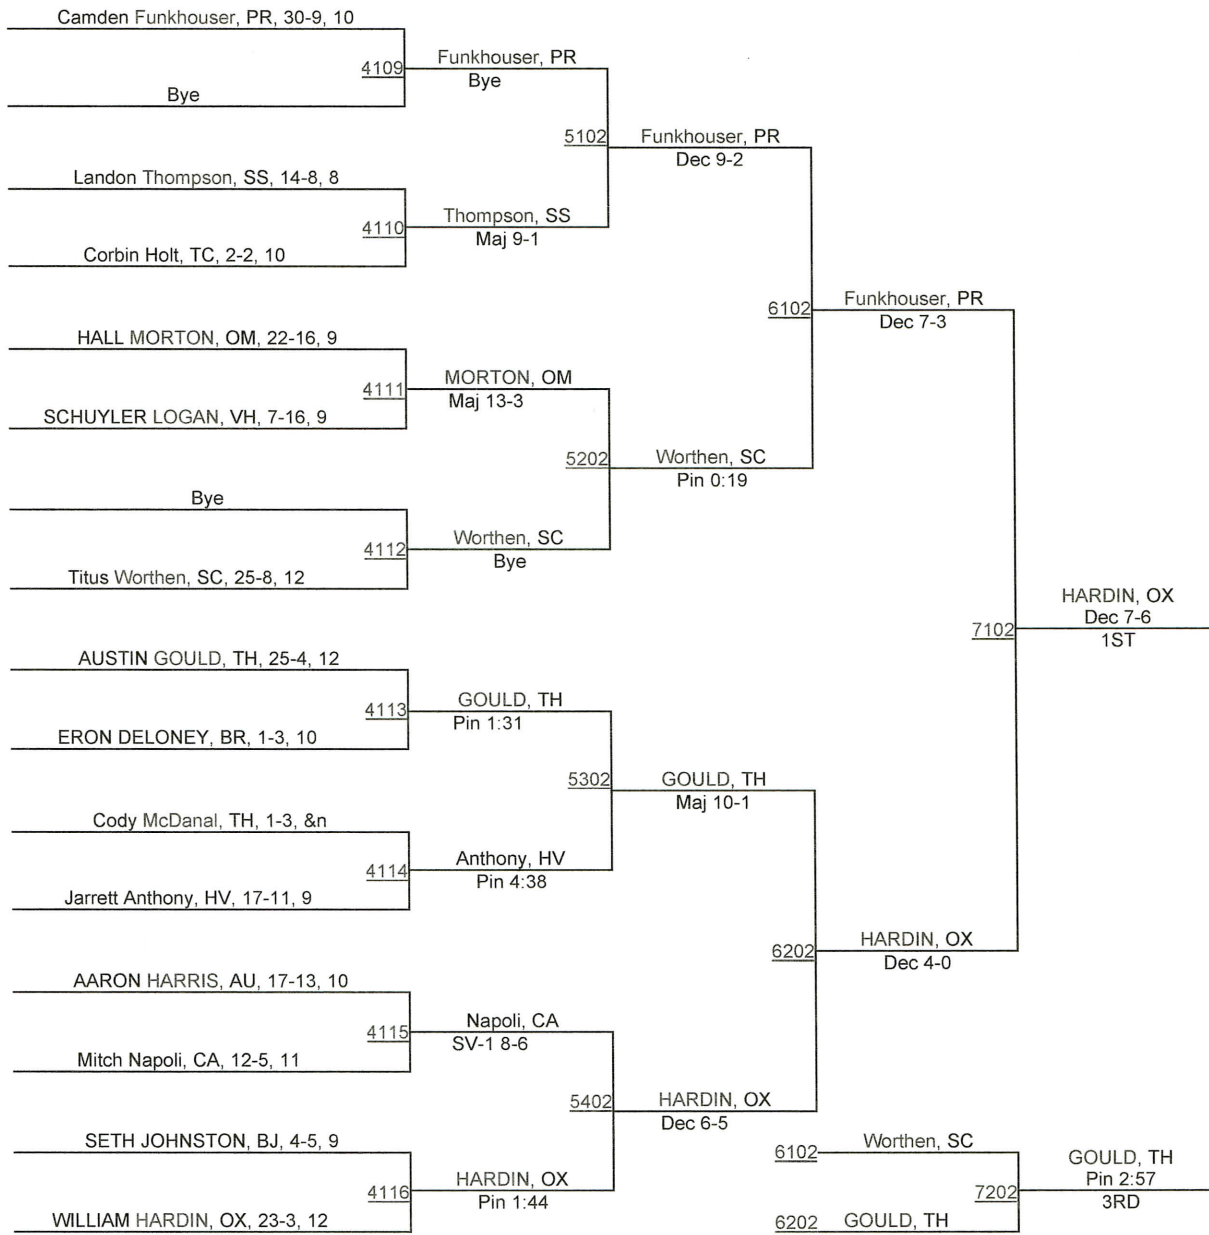 Camden Funkhouser, PR, 30-9, 10
4109
Funkhouser, PR
Bye
Bye
5102
Funkhouser, PR
Dec 9-2
Landon Thompson, SS, 14-8, 8
4110
Thompson, SS
Maj 9-1
Corbin Holt, TC, 2-2, 10
6102
Funkhouser, PR
Dec 7-3
HALL MORTON, OM, 22-16, 9
4111
MORTON, OM
Maj 13-3
SCHUYLER LOGAN, VH, 7-16, 9
5202
Worthen, SC
Pin 0:19
Bye
4112
Worthen, SC
Bye
Titus Worthen, SC, 25-8, 12
7102
HARDIN, OX
Dec 7-6
1ST
AUSTIN GOULD, TH, 25-4, 12
4113
GOULD, TH
Pin 1:31
ERON DELONEY, BR, 1-3, 10
5302
GOULD, TH
Maj 10-1
Cody McDanal, TH, 1-3, &n
4114
Anthony, HV
Pin 4:38
Jarrett Anthony, HV, 17-11, 9
6202
HARDIN, OX
Dec 4-0
AARON HARRIS, AU, 17-13, 10
4115
Napoli, CA
SV-1 8-6
Mitch Napoli, CA, 12-5, 11
5402
HARDIN, OX
Dec 6-5
SETH JOHNSTON, BJ, 4-5, 9
4116
HARDIN, OX
Pin 1:44
WILLIAM HARDIN, OX, 23-3, 12
6102
Worthen, SC
7202
GOULD, TH
Pin 2:57
3RD
6202
GOULD, TH